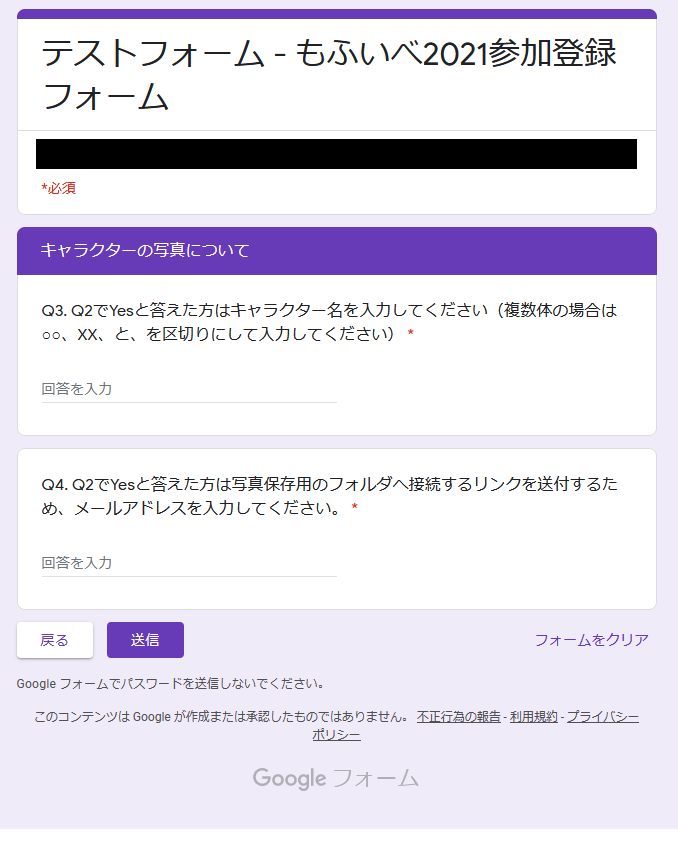 テストフォーム - もふいべ2021参加登録
フォーム
*必須
キャラクターの写真について
Q3. Q2でYesと答えた方はキャラクター名を入力してください（複数体の場合は
○○、XX、と、を区切りにして入力してください） *
回答を入力
Q4. Q2でYesと答えた方は写真保存用のフォルダへ接続するリンクを送付するた
め、メールアドレスを入力してください。 *
回答を入力
戻る 送信 フォームをクリア
Google フォームでパスワードを送信しないでください。
このコンテンツは Google が作成または承認したものではありません。 不正行為の報告 - 利用規約 - プライバシー
ポリシー
Google フォーム